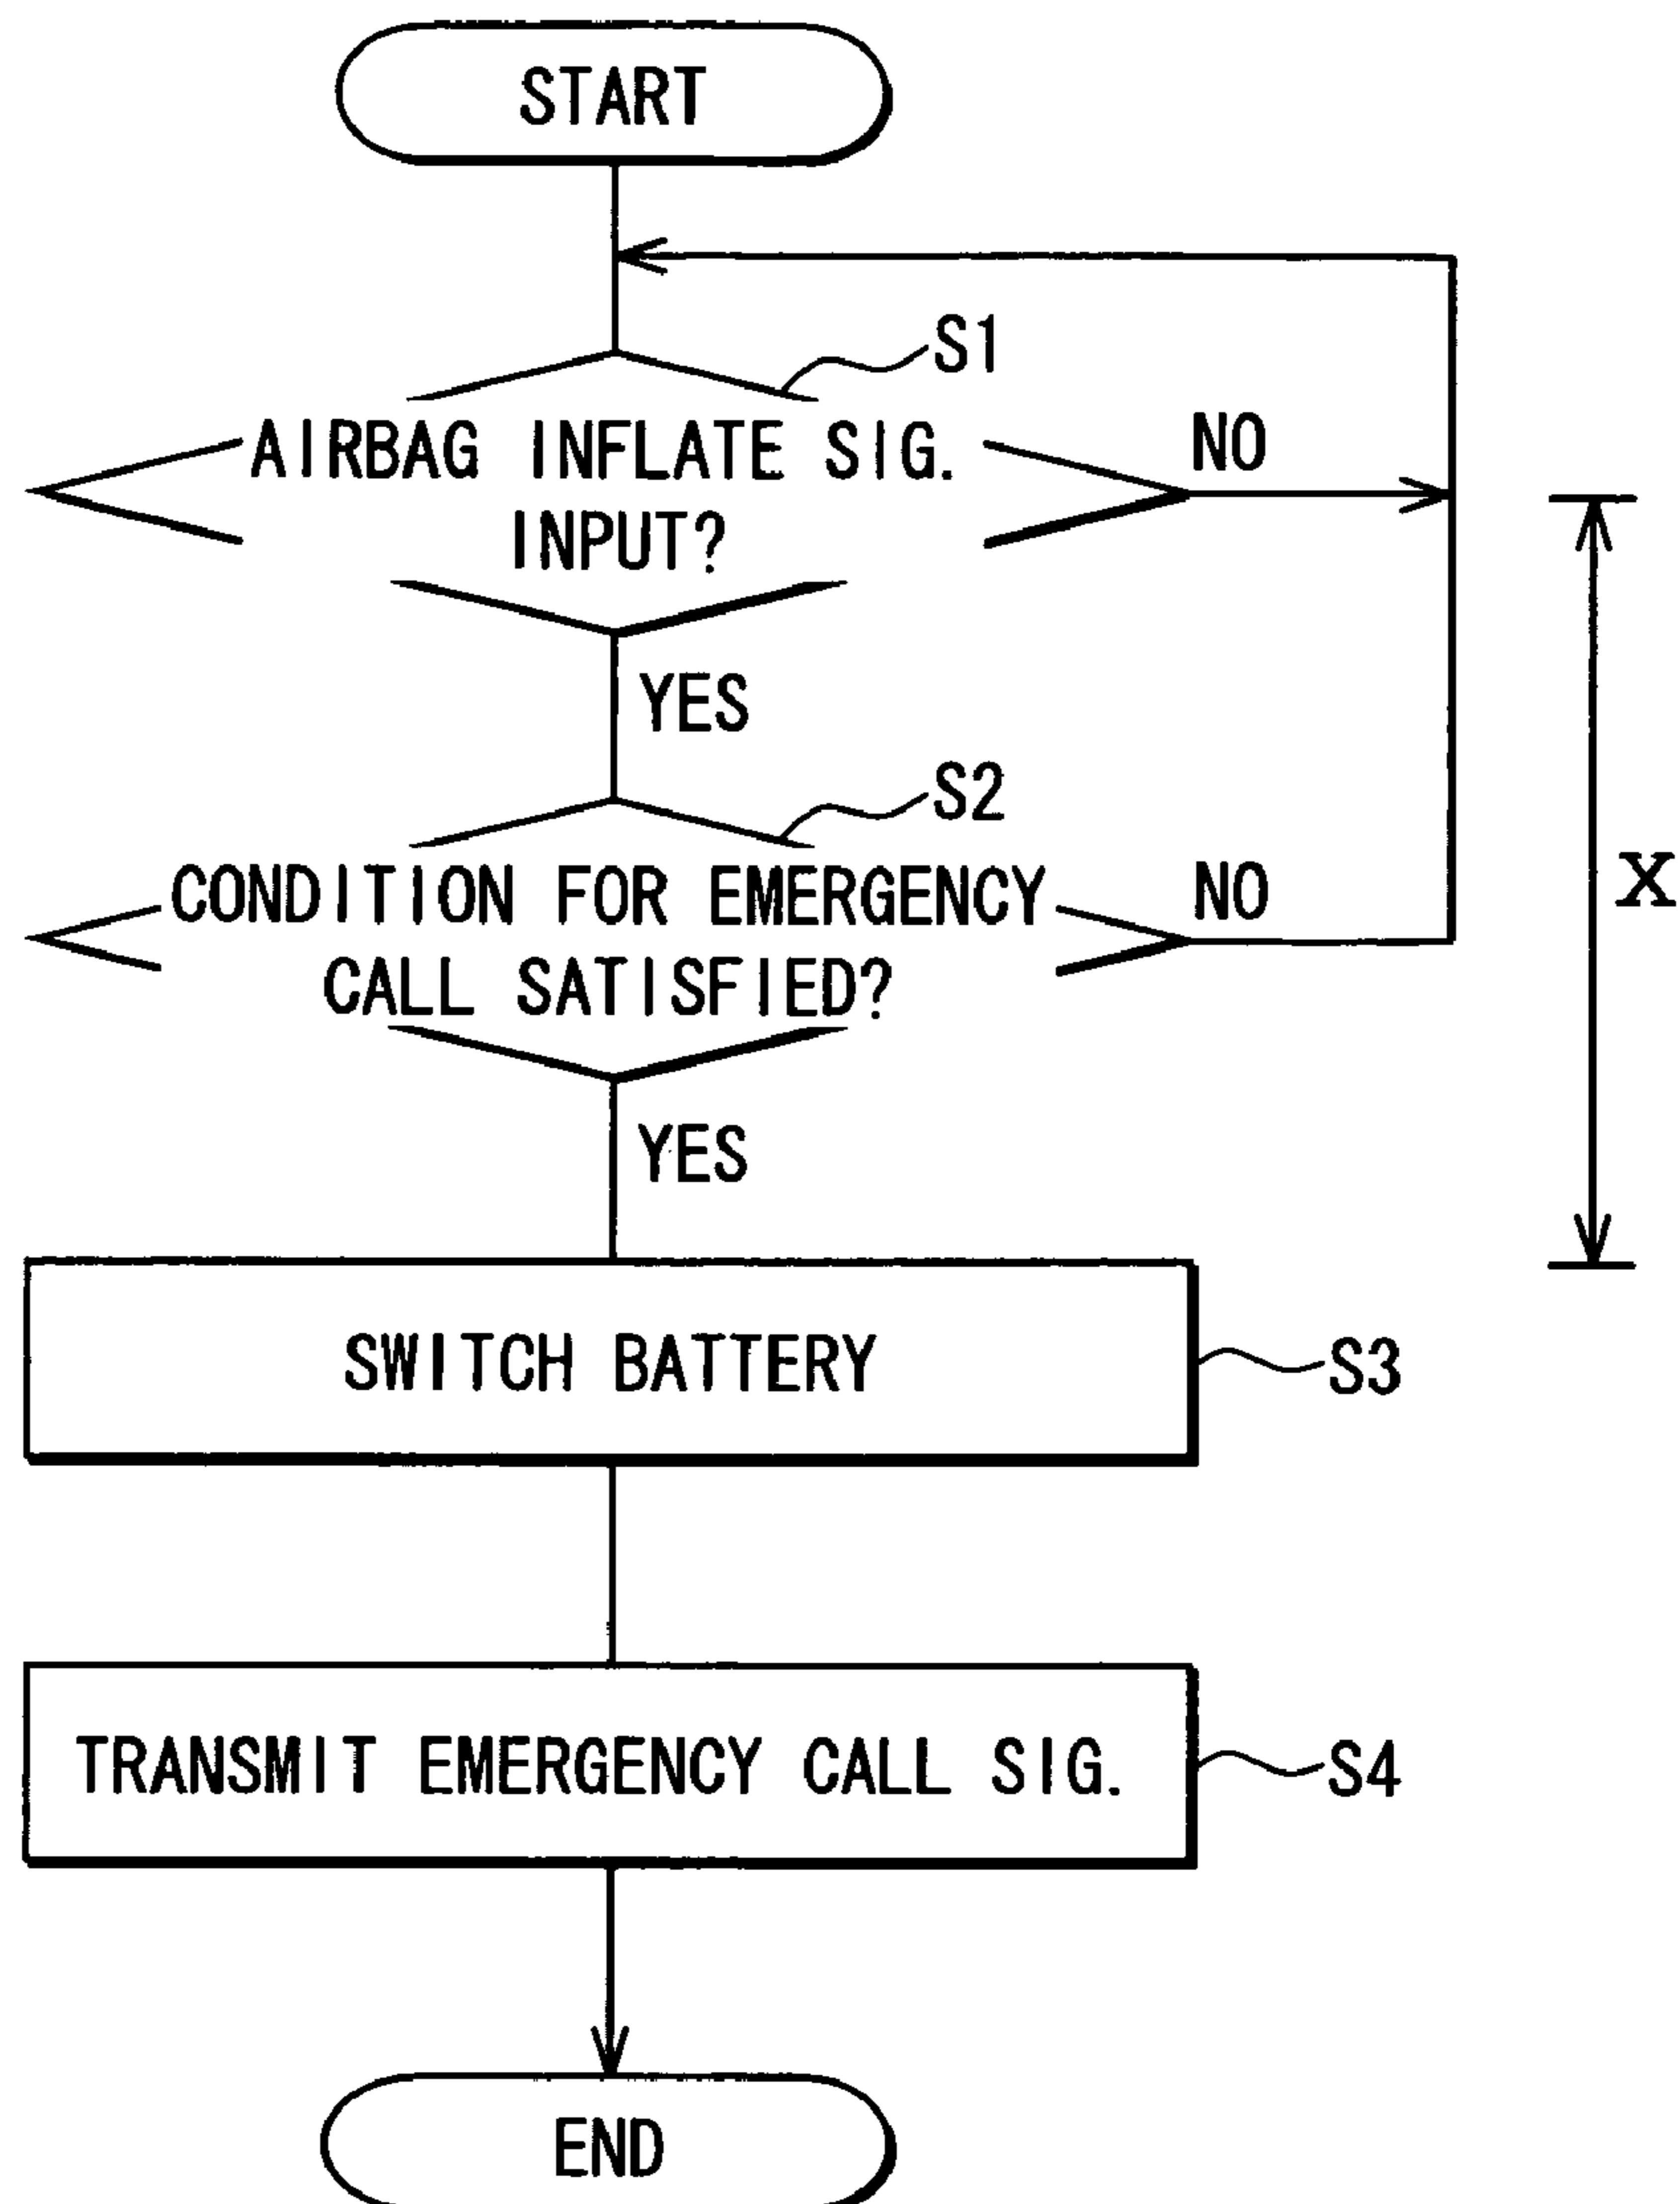 START
S1
AIRBAG INFLATE SIG.
INPUT?
NO
YES
S2
CONDITION FOR EMERGENCY
CALL SATISFIED?
NO
X
YES
SWITCH BATTERY
S3
TRANSMIT EMERGENCY CALL SIG.
S4
END